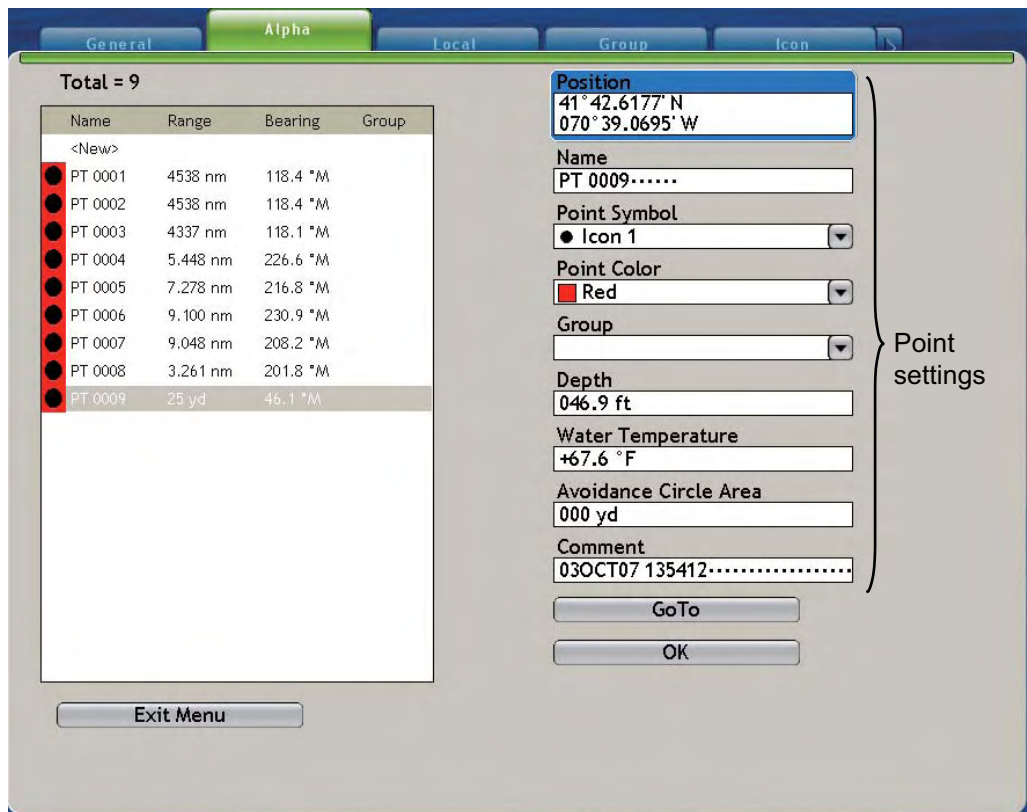 General Alpha Local Group Icon
Total = 9
Name Range Bearing Group
<New>
PT 0001 4538 nm 118.4 °M
PT 0002 4538 nm 118.4 °M
PT 0003 4337 nm 118.1 °M
PT 0004 5.448 nm 226.6 °M
PT 0005 7.278 nm 216.8 °M
PT 0006 9.100 nm 230.9 °M
PT 0007 9.048 nm 208.2 °M
PT 0008 3.261 nm 201.8 °M
PT 0009 25 yd 46.1 °M
Exit Menu
Position
41°42.6177' N
070°39.0695' W
Name
PT 0009······
Point Symbol
Icon 1
Point Color
Red
Group
Depth
046.9 ft
Water Temperature
+67.6 °F
Avoidance Circle Area
000 yd
Comment
03OCT07 135412··················
GoTo
OK
Point
settings